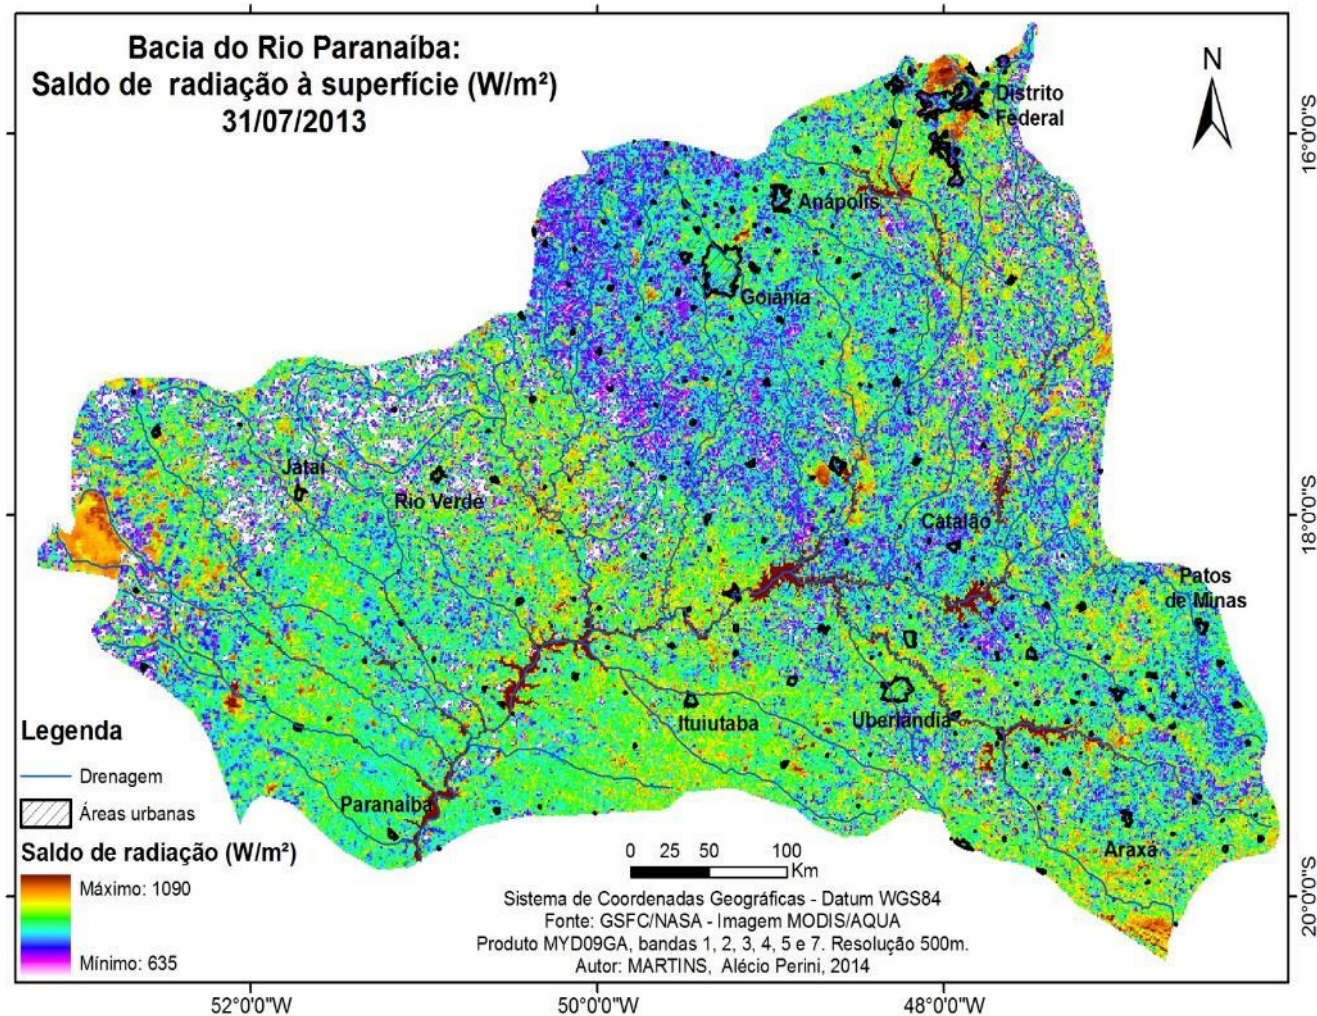 Bacia do Rio Paranaíba:
Saldo de radiação à superfície (W/m²)
31/07/2013
N
Distrito
Federal
16°0'0"S
Anápolis
Goiânia
Jataí
Rio Verde
18°0'0"S
Catalão
Patos
de Minas
Ituiutaba
Uberlândia
Legenda
Drenagem
Áreas urbanas
Paranaíba
Araxá
Saldo de radiação (W/m²)
Máximo: 1090
Mínimo: 635
0 25 50 100
Km
20°0'0"S
Sistema de Coordenadas Geográficas - Datum WGS84
Fonte: GSFC/NASA - Imagem MODIS/AQUA
Produto MYD09GA, bandas 1, 2, 3, 4, 5 e 7. Resolução 500m.
Autor: MARTINS, Alécio Perini, 2014
52°0'0"W 50°0'0"W 48°0'0"W